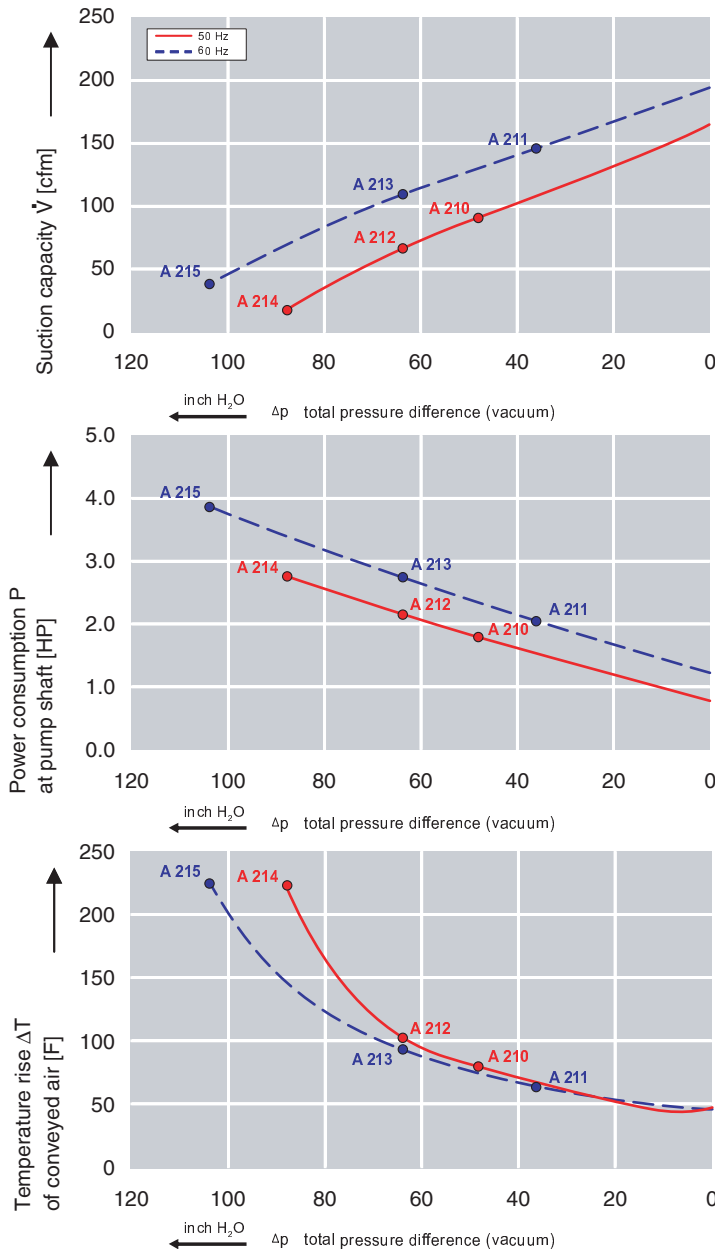 250
50 Hz
60 Hz
200
A 211
150
A 213
A 210
100
A 212
A 215
50
A 214
0
120 100 80 60 40 20 0
Suction capacity V̇ [cfm]
inch H₂O
Δp total pressure difference (vacuum)
5.0
A 215
4.0
A 213
3.0
A 214
A 212
A 211
2.0
A 210
1.0
0.0
120 100 80 60 40 20 0
Power consumption P
at pump shaft [HP]
inch H₂O
Δp total pressure difference (vacuum)
250
A 215
A 214
200
150
A 212
100
A 213
A 210
A 211
50
0
120 100 80 60 40 20 0
Temperature rise ΔT
of conveyed air [F]
inch H₂O
Δp total pressure difference (vacuum)